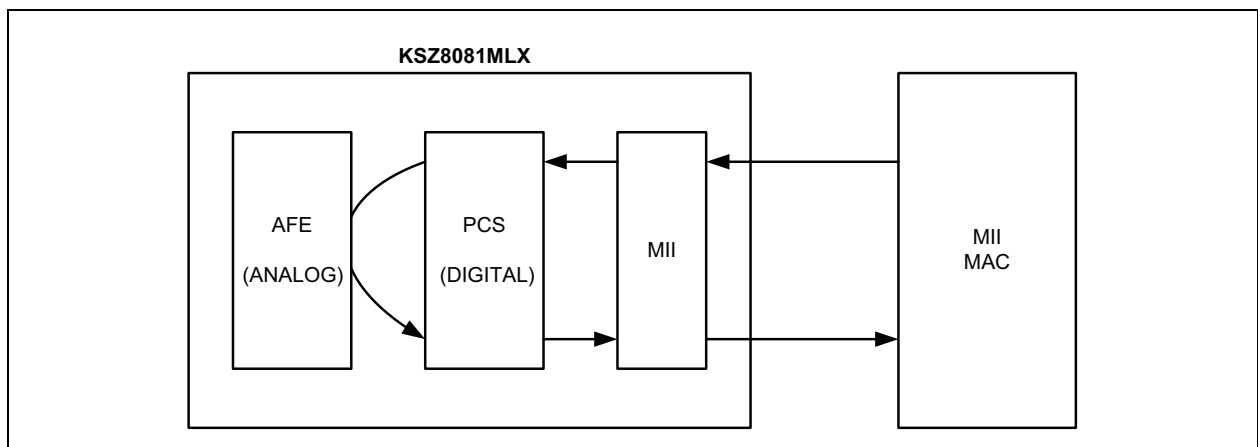 KSZ8081MLX
AFE
(ANALOG)
PCS
(DIGITAL)
MII
MII
MAC